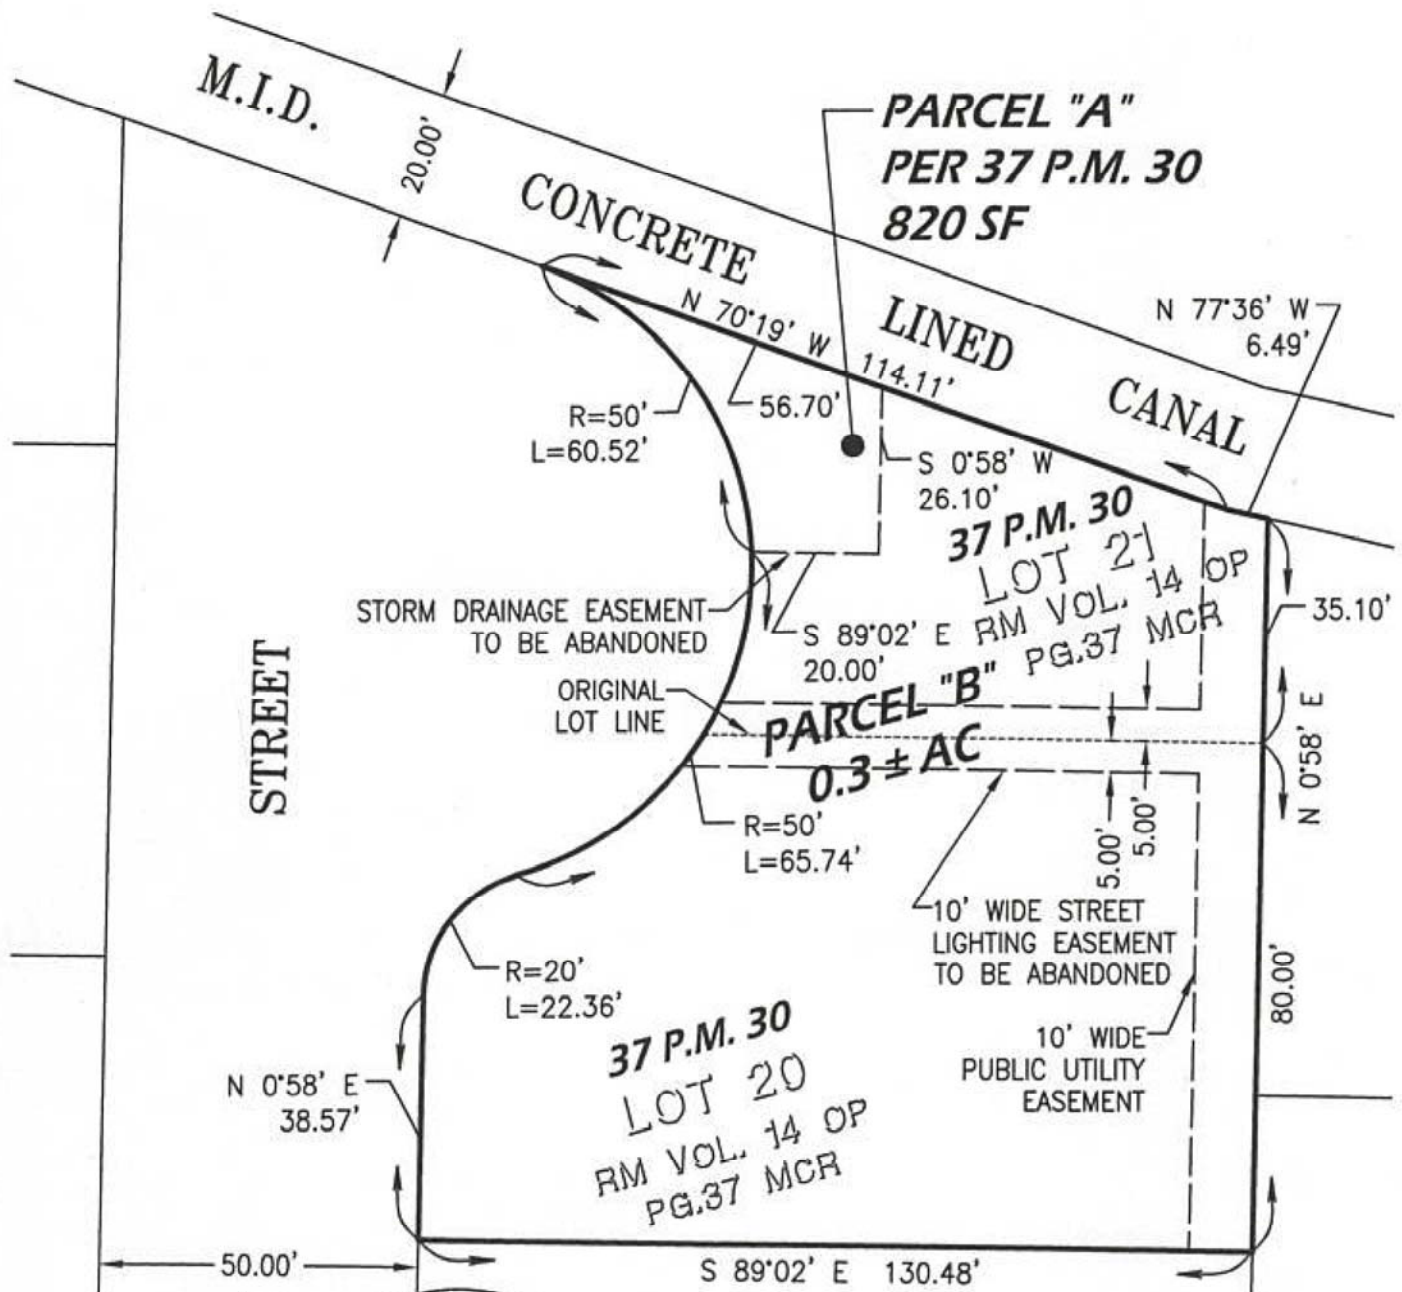 M.I.D.
CONCRETE
LINED
CANAL
20.00'
PARCEL "A"
PER 37 P.M. 30
820 SF
N 77°36' W
6.49'
N 70°19' W 114.11'
56.70'
R=50'
L=60.52'
S 0°58' W
26.10'
37 P.M. 30
LOT 21
RM VOL. 14 OP
PG.37 MCR
35.10'
STORM DRAINAGE EASEMENT
TO BE ABANDONED
S 89°02' E
20.00'
ORIGINAL
LOT LINE
PARCEL "B"
0.3 ± AC
N 0°58' E
STREET
R=50'
L=65.74'
5.00'
5.00'
10' WIDE STREET
LIGHTING EASEMENT
TO BE ABANDONED
80.00'
R=20'
L=22.36'
10' WIDE
PUBLIC UTILITY
EASEMENT
37 P.M. 30
LOT 20
RM VOL. 14 OP
PG.37 MCR
N 0°58' E
38.57'
50.00'
S 89°02' E 130.48'